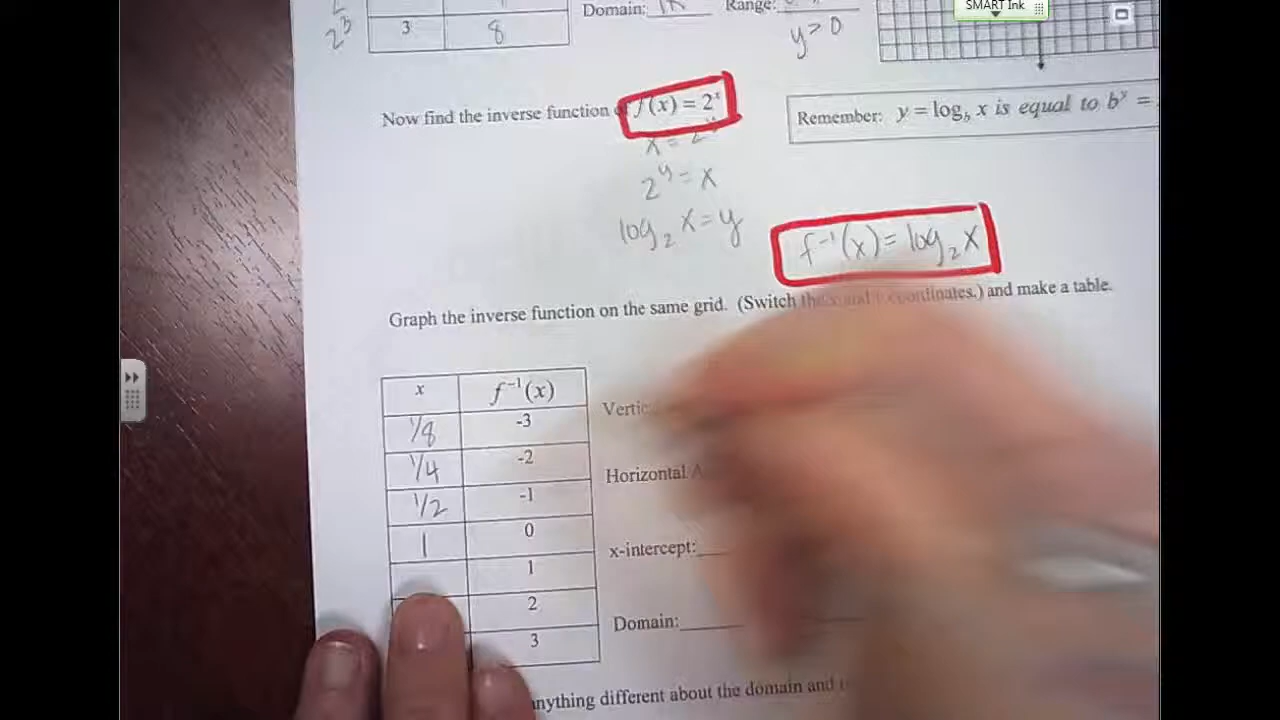 SMART Ink
2³
3 8
Domain: Range:
y > 0
Now find the inverse function f(x) = 2ˣ
x = 2
2ʸ = x
log₂ x = y
Remember: y = log_b x is equal to bʸ =
f⁻¹(x) = log₂ x
Graph the inverse function on the same grid. (Switch the x and y coordinates.) and make a table.
x f⁻¹(x)
1/8 -3
1/4 -2
1/2 -1
1 0
1
2
3
Horizontal A
x-intercept:
Domain:
anything different about the domain and